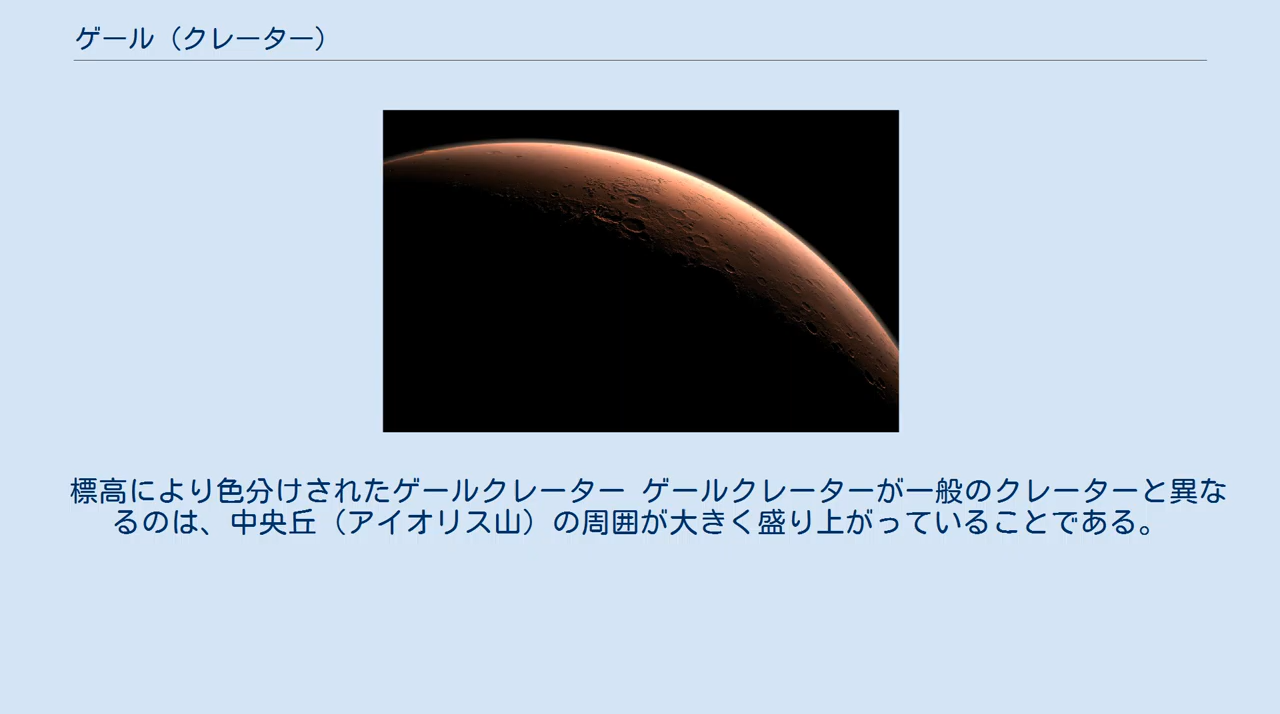 ゲール（クレーター）
標高により色分けされたゲールクレーター ゲールクレーターが一般のクレーターと異な
るのは、中央丘（アイオリス山）の周囲が大きく盛り上がっていることである。